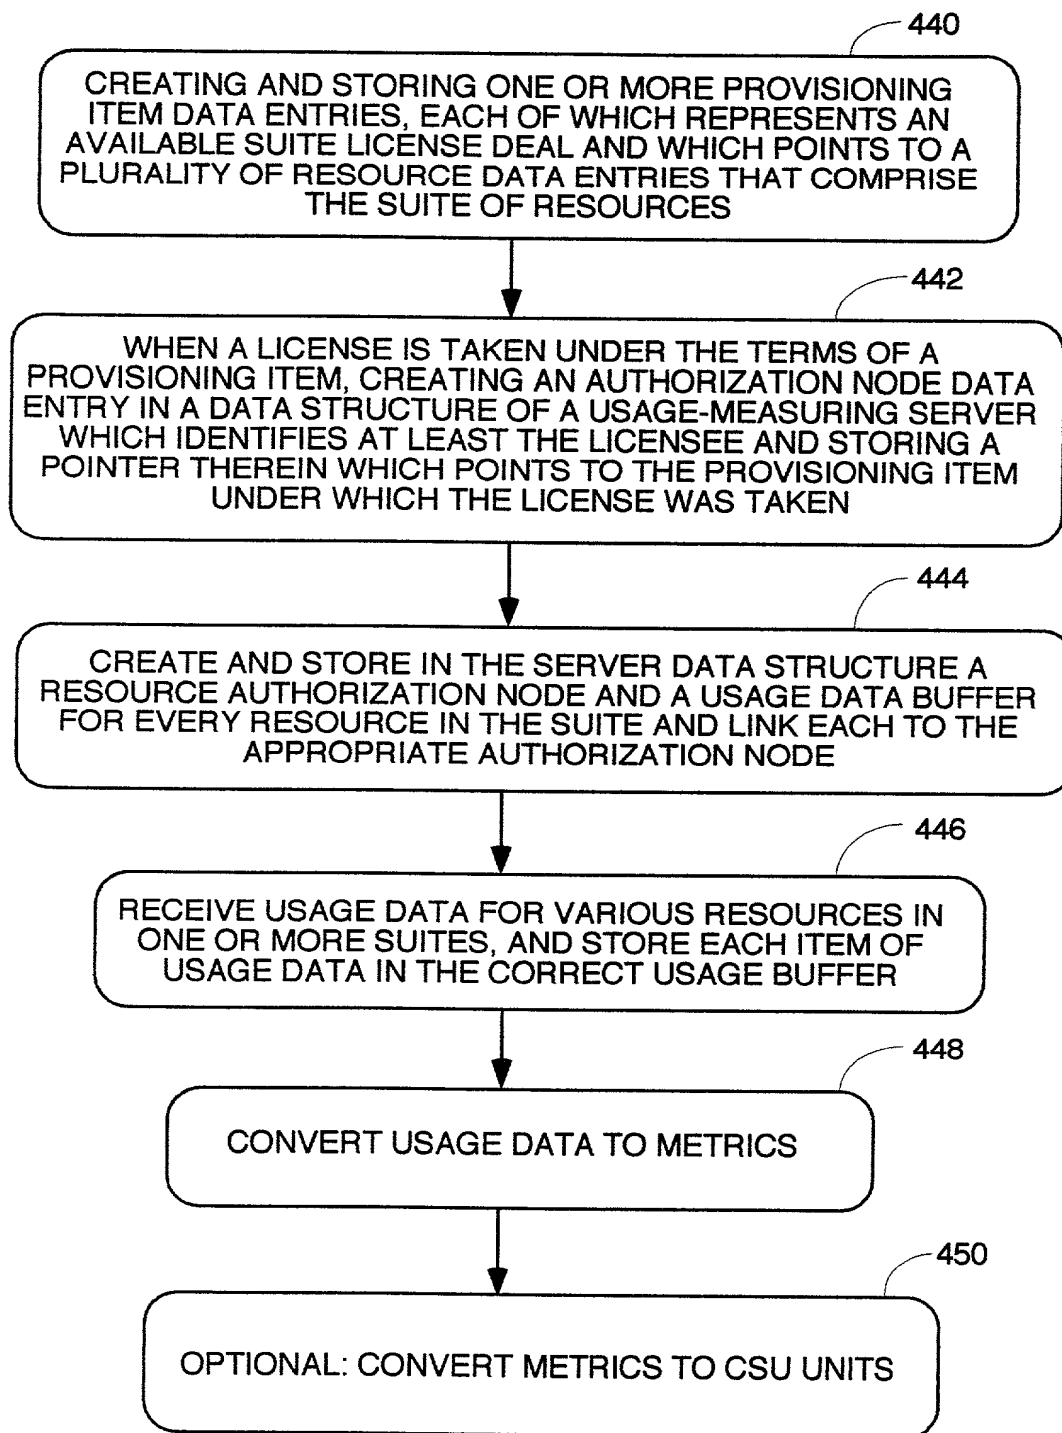 440
CREATING AND STORING ONE OR MORE PROVISIONING
ITEM DATA ENTRIES, EACH OF WHICH REPRESENTS AN
AVAILABLE SUITE LICENSE DEAL AND WHICH POINTS TO A
PLURALITY OF RESOURCE DATA ENTRIES THAT COMPRISE
THE SUITE OF RESOURCES
442
WHEN A LICENSE IS TAKEN UNDER THE TERMS OF A
PROVISIONING ITEM, CREATING AN AUTHORIZATION NODE DATA
ENTRY IN A DATA STRUCTURE OF A USAGE-MEASURING SERVER
WHICH IDENTIFIES AT LEAST THE LICENSEE AND STORING A
POINTER THEREIN WHICH POINTS TO THE PROVISIONING ITEM
UNDER WHICH THE LICENSE WAS TAKEN
444
CREATE AND STORE IN THE SERVER DATA STRUCTURE A
RESOURCE AUTHORIZATION NODE AND A USAGE DATA BUFFER
FOR EVERY RESOURCE IN THE SUITE AND LINK EACH TO THE
APPROPRIATE AUTHORIZATION NODE
446
RECEIVE USAGE DATA FOR VARIOUS RESOURCES IN
ONE OR MORE SUITES, AND STORE EACH ITEM OF
USAGE DATA IN THE CORRECT USAGE BUFFER
448
CONVERT USAGE DATA TO METRICS
450
OPTIONAL: CONVERT METRICS TO CSU UNITS